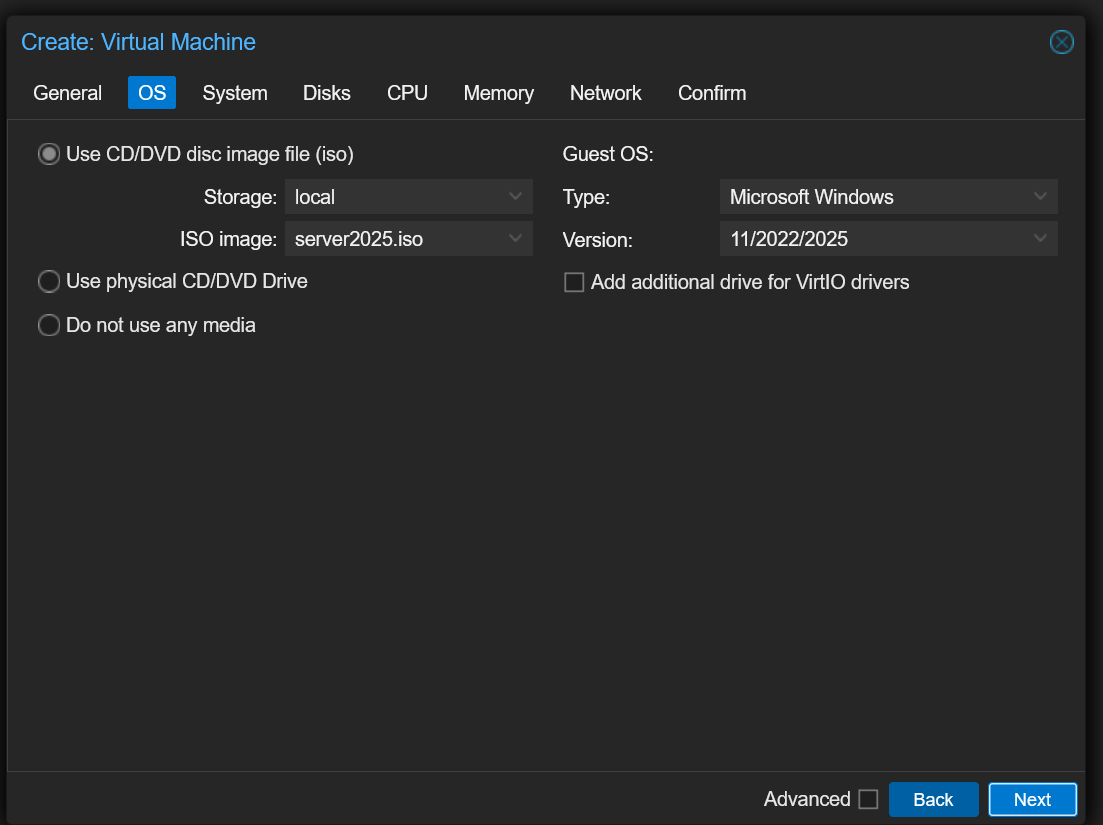 Create: Virtual Machine
General OS System Disks CPU Memory Network Confirm
Use CD/DVD disc image file (iso)
Storage: local
ISO image: server2025.iso
Use physical CD/DVD Drive
Do not use any media
Guest OS:
Type: Microsoft Windows
Version: 11/2022/2025
Add additional drive for VirtIO drivers
Advanced Back Next